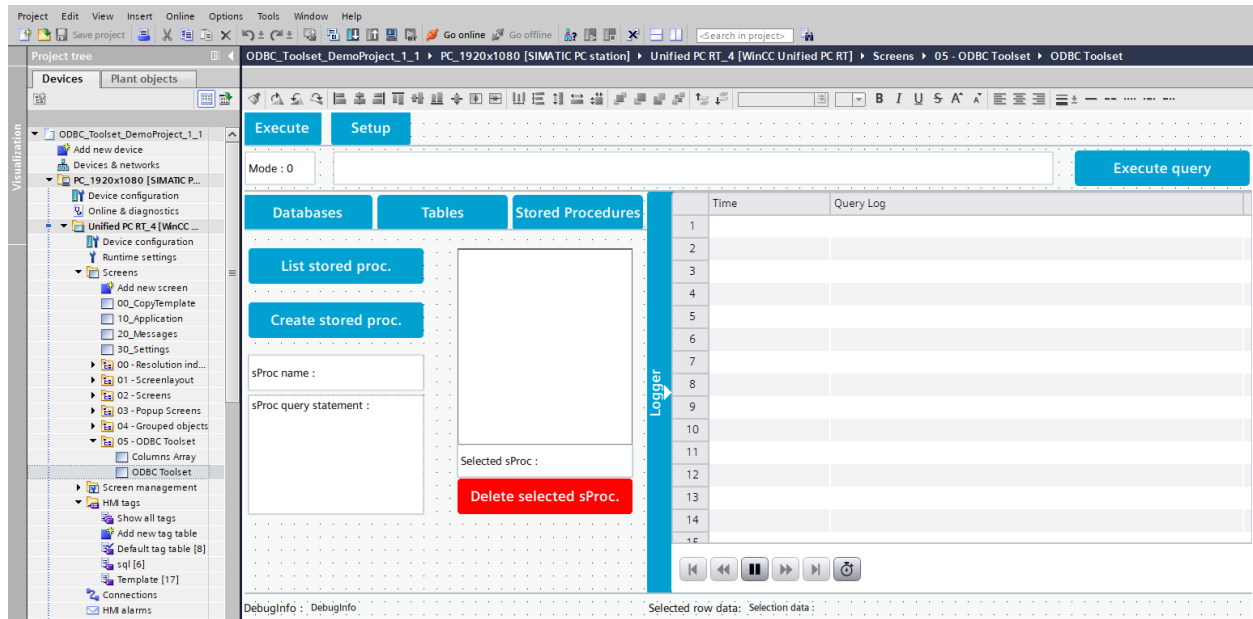 Project Edit View Insert Online Options Tools Window Help
Save project Go online Go offline <Search in project>
Project tree
ODBC_Toolset_DemoProject_1_1 PC_1920x1080 [SIMATIC PC station] Unified PC RT_4 [WinCC Unified PC RT] Screens 05 - ODBC Toolset ODBC Toolset
Devices Plant objects
B I U S A A
Visualization
ODBC_Toolset_DemoProject_1_1
Add new device
Devices & networks
PC_1920x1080 [SIMATIC P...
Device configuration
Online & diagnostics
Unified PC RT_4 [WinCC ...
Device configuration
Runtime settings
Screens
Add new screen
00_CopyTemplate
10_Application
20_Messages
30_Settings
00 - Resolution ind...
01 - Screenlayout
02 - Screens
03 - Popup Screens
04 - Grouped objects
05 - ODBC Toolset
Columns Array
ODBC Toolset
Screen management
HMI tags
Show all tags
Add new tag table
Default tag table [8]
sql [6]
Template [17]
Connections
HMI alarms
Execute Setup
Mode : 0 Execute query
Databases Tables Stored Procedures
List stored proc.
Create stored proc.
sProc name :
sProc query statement :
Selected sProc :
Delete selected sProc.
Logger
Time Query Log
1
2
3
4
5
6
7
8
9
10
11
12
13
14
15
DebugInfo : DebugInfo Selected row data: Selection data :